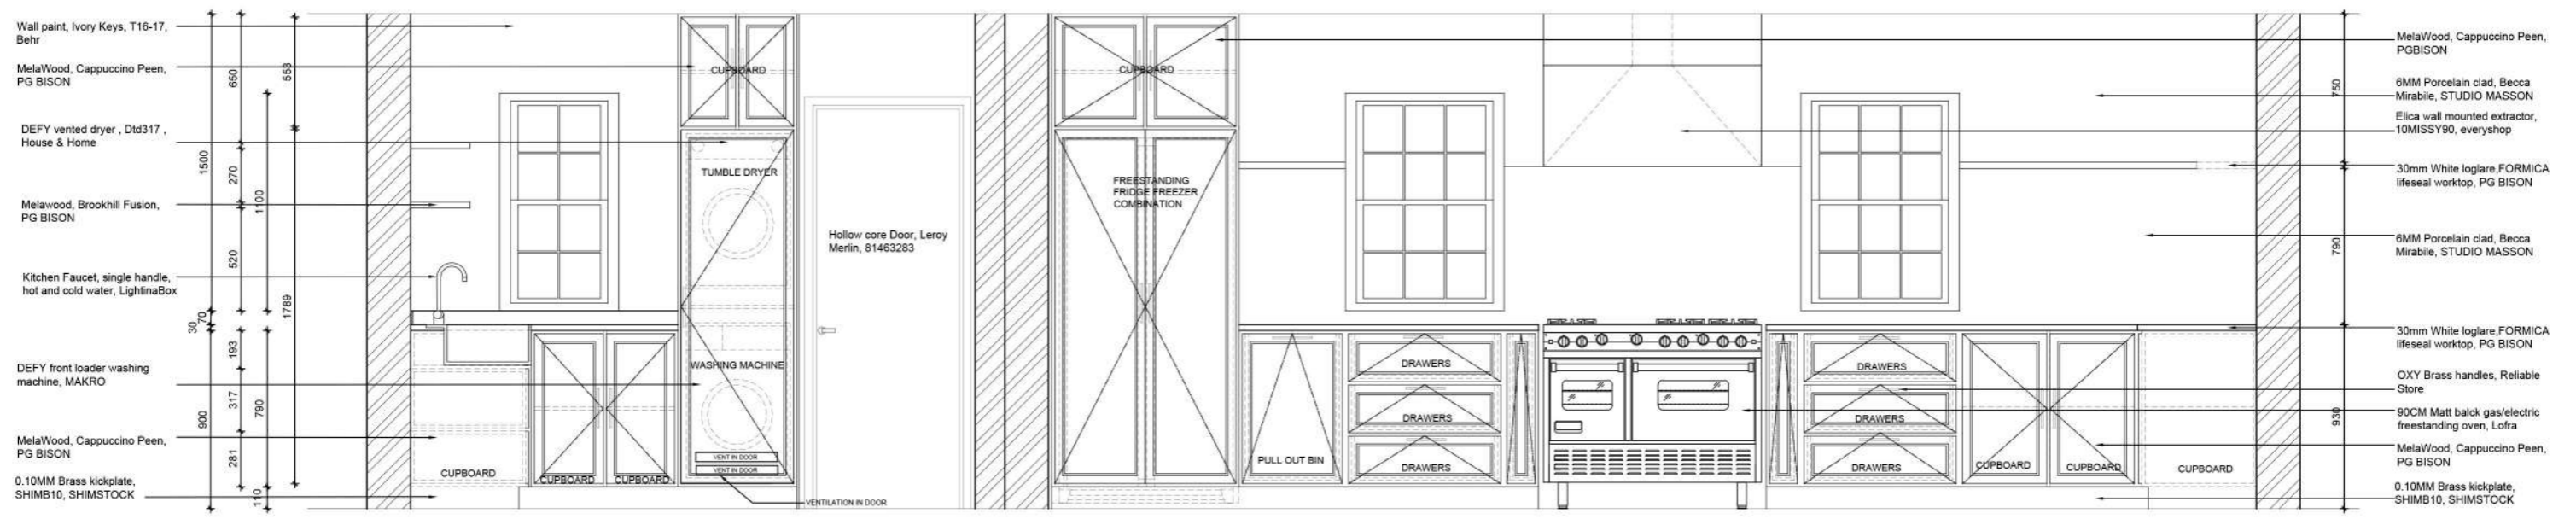 Wall paint, Ivory Keys, T16-17,
Behr
MelaWood, Cappuccino Peen,
PG BISON
DEFY vented dryer , Dtd317 ,
House & Home
Melawood, Brookhill Fusion,
PG BISON
Kitchen Faucet, single handle,
hot and cold water, LightinaBox
DEFY front loader washing
machine, MAKRO
MelaWood, Cappuccino Peen,
PG BISON
0.10MM Brass kickplate,
SHIMB10, SHIMSTOCK
1500
30
70
900
650
270
520
193
317
281
1100
790
110
553
1789
CUPBOARD
TUMBLE DRYER
WASHING MACHINE
VENT IN DOOR
VENT IN DOOR
VENTILATION IN DOOR
CUPBOARD
CUPBOARD
CUPBOARD
Hollow core Door, Leroy
Merlin, 81463283
CUPBOARD
FREESTANDING
FRIDGE FREEZER
COMBINATION
PULL OUT BIN
DRAWERS
DRAWERS
DRAWERS
DRAWERS
DRAWERS
DRAWERS
CUPBOARD
CUPBOARD
CUPBOARD
750
790
930
MelaWood, Cappuccino Peen,
PGBISON
6MM Porcelain clad, Becca
Mirabile, STUDIO MASSON
Elica wall mounted extractor,
10MISSY90, everyshop
30mm White loglare,FORMICA
lifeseal worktop, PG BISON
6MM Porcelain clad, Becca
Mirabile, STUDIO MASSON
30mm White loglare,FORMICA
lifeseal worktop, PG BISON
OXY Brass handles, Reliable
Store
90CM Matt balck gas/electric
freestanding oven, Lofra
MelaWood, Cappuccino Peen,
PG BISON
0.10MM Brass kickplate,
SHIMB10, SHIMSTOCK